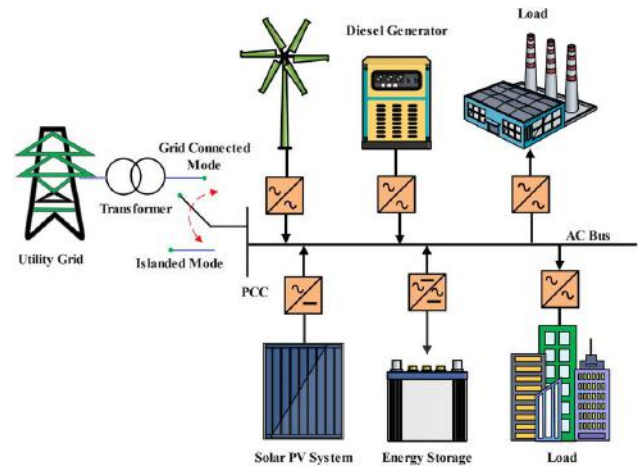 Diesel Generator
Load
Grid Connected
Mode
Transformer
Utility Grid
Islanded Mode
PCC
AC Bus
Solar PV System
Energy Storage
Load